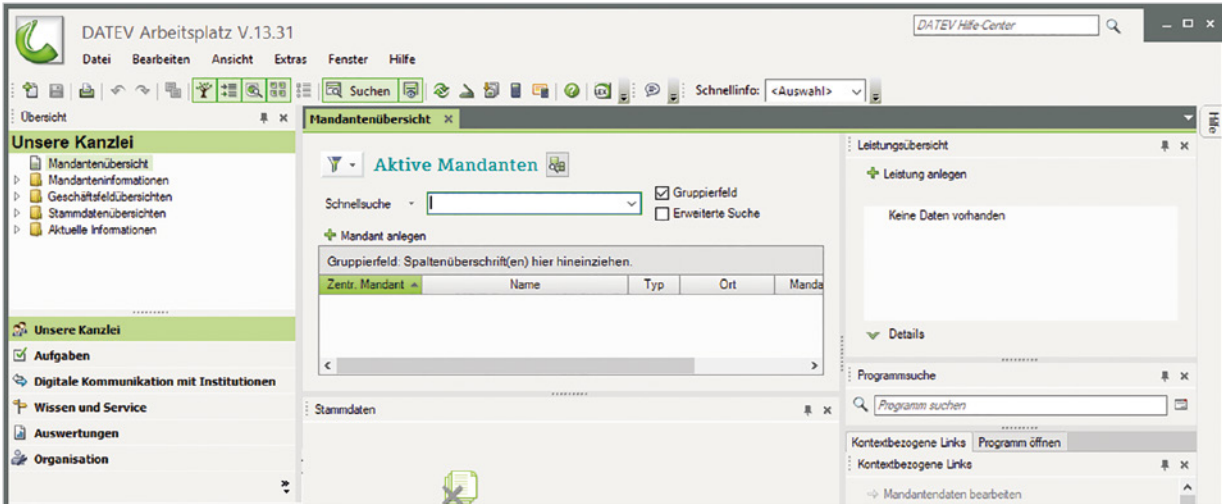 DATEV Arbeitsplatz V.13.31
DATEV Hilfe-Center
Datei Bearbeiten Ansicht Extras Fenster Hilfe
Suchen
Schnellinfo: <Auswahl>
Übersicht
Unsere Kanzlei
Mandantenübersicht
Mandanteninformationen
Geschäftsfeldübersichten
Stammdatenübersichten
Aktuelle Informationen
Unsere Kanzlei
Aufgaben
Digitale Kommunikation mit Institutionen
Wissen und Service
Auswertungen
Organisation
Mandantenübersicht
Aktive Mandanten
Schnellsuche
Gruppierfeld
Erweiterte Suche
Mandant anlegen
Gruppierfeld: Spaltenüberschrift(en) hier hineinziehen.
Zentr. Mandant Name Typ Ort Manda
Stammdaten
Leistungsübersicht
Leistung anlegen
Keine Daten vorhanden
Details
Programmsuche
Programm suchen
Kontextbezogene Links Programm öffnen
Kontextbezogene Links
Mandantendaten bearbeiten
Hilfe